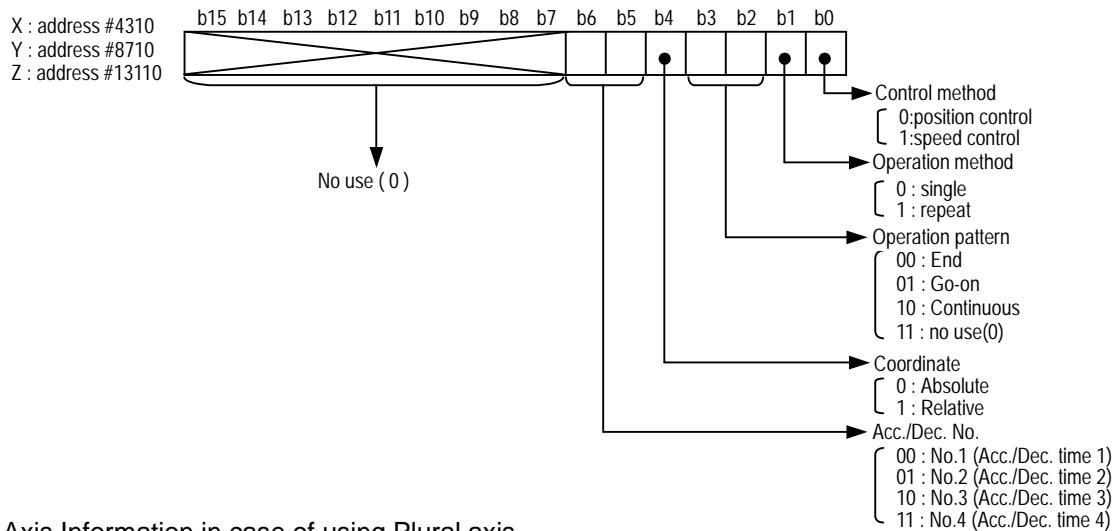 X : address #4310
Y : address #8710
Z : address #13110
b15 b14 b13 b12 b11 b10 b9 b8 b7 b6 b5 b4 b3 b2 b1 b0
No use ( 0 )
Control method
0:position control
1:speed control
Operation method
0 : single
1 : repeat
Operation pattern
00 : End
01 : Go-on
10 : Continuous
11 : no use(0)
Coordinate
0 : Absolute
1 : Relative
Acc./Dec. No.
00 : No.1 (Acc./Dec. time 1)
01 : No.2 (Acc./Dec. time 2)
10 : No.3 (Acc./Dec. time 3)
11 : No.4 (Acc./Dec. time 4)
Axis Information in case of using Plural axis